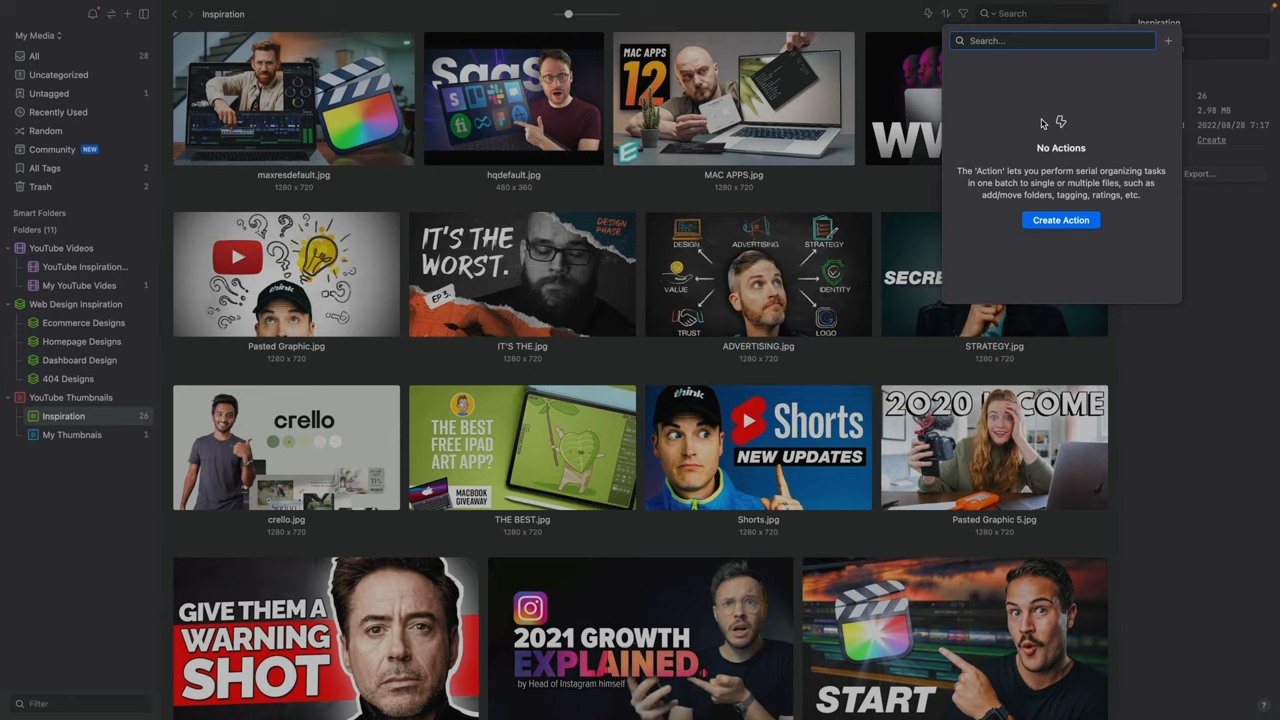 Inspiration
Search
Inspiration
My Media
All 28
Uncategorized
Untagged 1
Recently Used
Random
Community NEW
All Tags
Trash 2
Smart Folders
Folders (11)
YouTube Videos
YouTube Inspiration...
My YouTube Videos 1
Web Design Inspiration
Ecommerce Designs
Homepage Designs
Dashboard Design
404 Designs
YouTube Thumbnails
Inspiration 26
My Thumbnais 1
Filter
SaaS
MAC APPS
12
WV
maxresdefault.jpg
1280 x 720
hqdefault.jpg
480 x 360
MAC APPS.jpg
1280 x 720
Search...
No Actions
The 'Action' lets you perform serial organizing tasks
in one batch to single or multiple files, such as
add/move folders, tagging, ratings, etc.
Create Action
26
2.98 MB
2022/08/28 7:17
Create
Export...
think
IT'S THE
WORST.
EP 3.
DESIGN
PHASE
DESIGN
ADVERTISING
STRATEGY
VALUE
IDENTITY
TRUST
LOGO
SECRE
Pasted Graphic.jpg
1280 x 720
IT'S THE.jpg
1280 x 720
ADVERTISING.jpg
1280 x 720
STRATEGY.jpg
1280 x 720
crello
THE BEST
FREE IPAD
ART APP?
MACBOOK
GIVEAWAY
think
Shorts
NEW UPDATES
2020 INCOME
crello.jpg
1280 x 720
THE BEST.jpg
1280 x 720
Shorts.jpg
1280 x 720
Pasted Graphic 5.jpg
1280 x 720
GIVE THEM A
WARNING
SHOT
2021 GROWTH
EXPLAINED.
by Head of Instagram himself
START